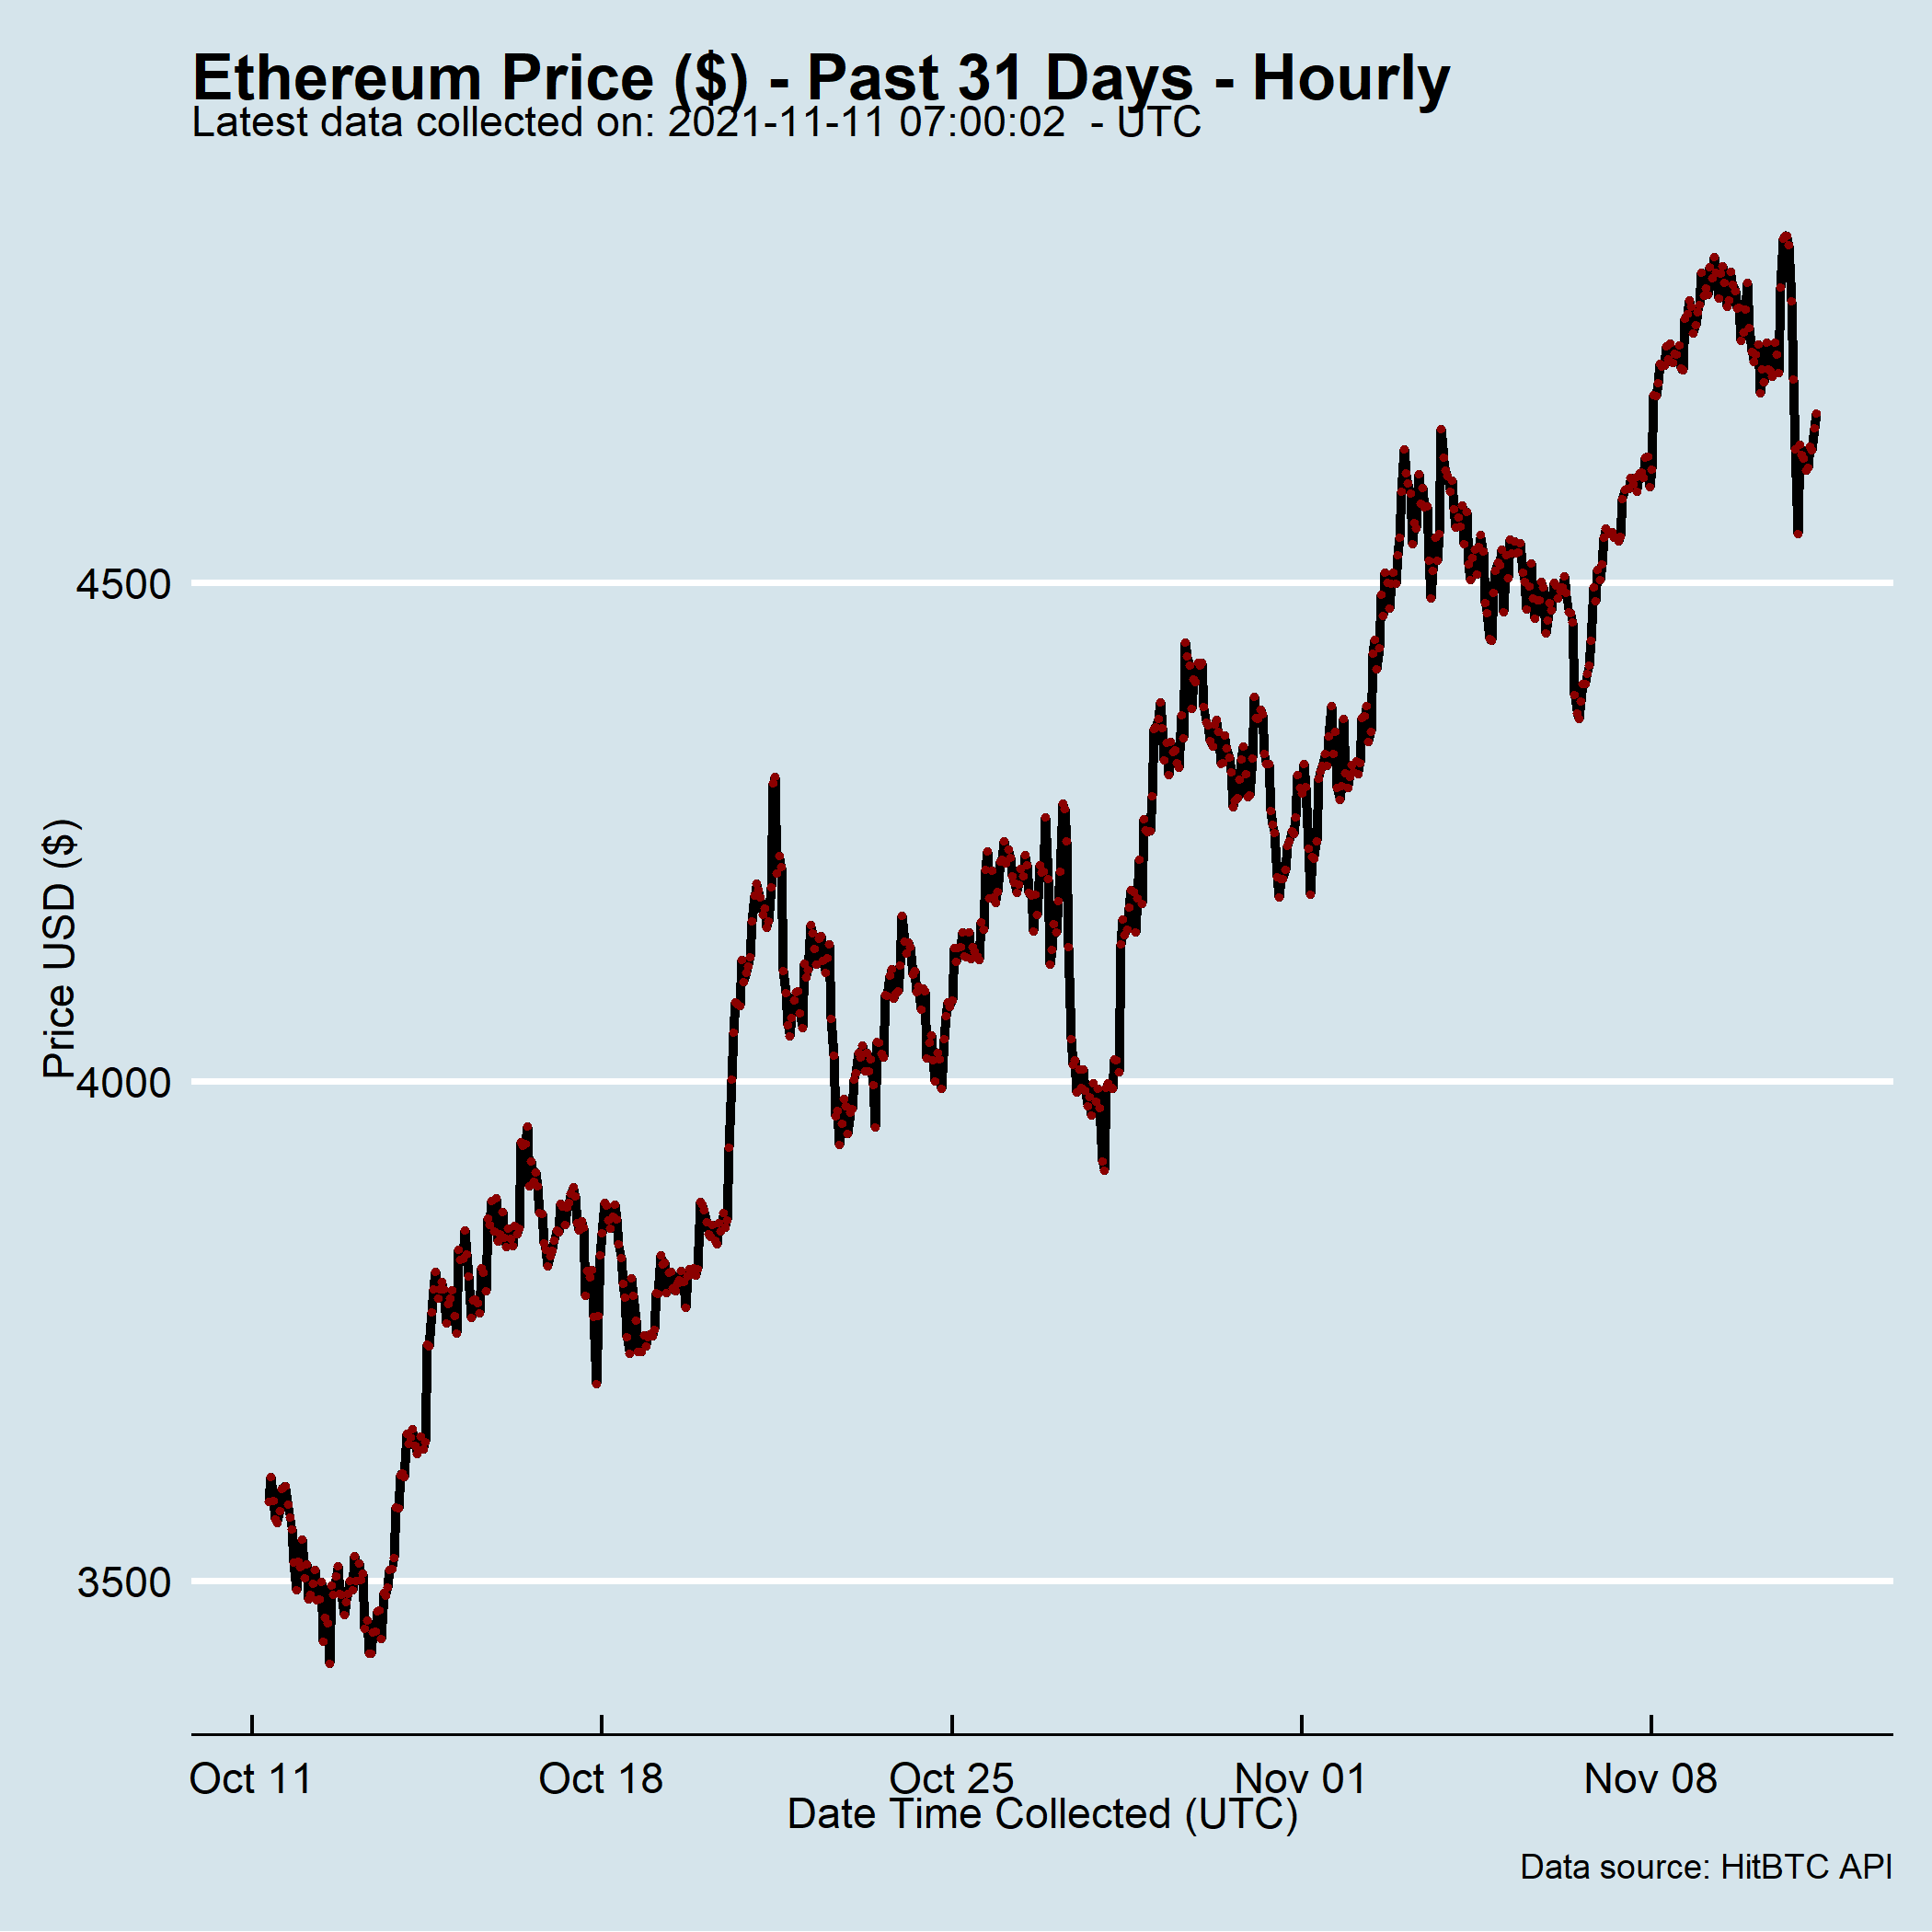 Ethereum Price ($) - Past 31 Days - Hourly
Latest data collected on: 2021-11-11 07:00:02  - UTC
Price USD ($)
4500
4000
3500
Oct 11
Oct 18
Oct 25
Nov 01
Nov 08
Date Time Collected (UTC)
Data source: HitBTC API